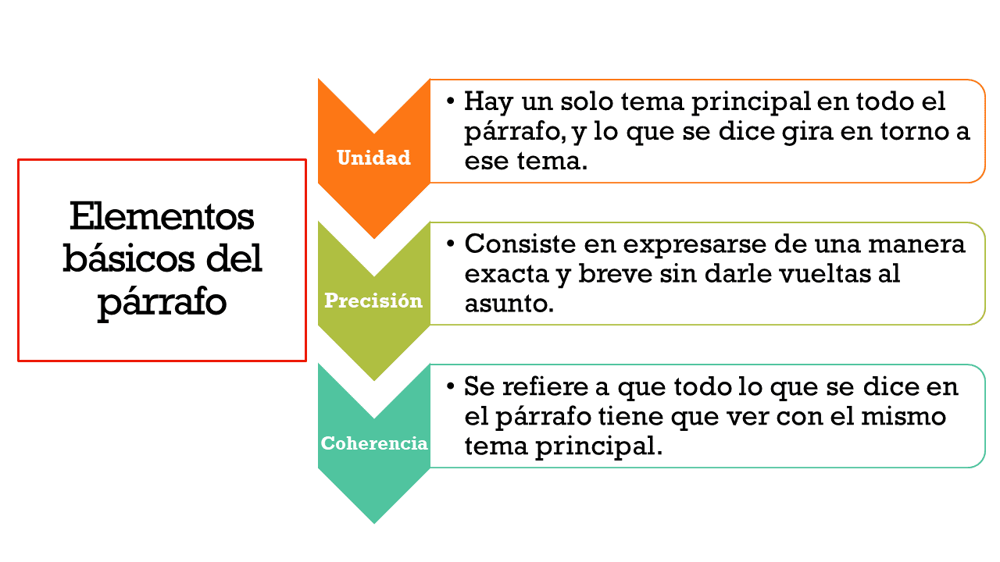 Elementos
básicos del
párrafo
Unidad
• Hay un solo tema principal en todo el
párrafo, y lo que se dice gira en torno a
ese tema.
Precisión
• Consiste en expresarse de una manera
exacta y breve sin darle vueltas al
asunto.
Coherencia
• Se refiere a que todo lo que se dice en
el párrafo tiene que ver con el mismo
tema principal.